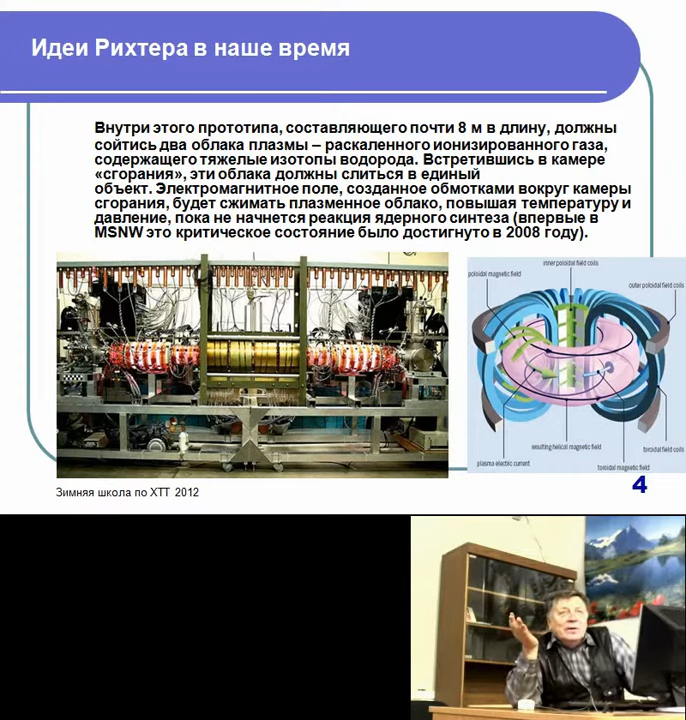 Идеи Рихтера в наше время
Внутри этого прототипа, составляющего почти 8 м в длину, должны
сойтись два облака плазмы – раскаленного ионизированного газа,
содержащего тяжелые изотопы водорода. Встретившись в камере
«сгорания», эти облака должны слиться в единый
объект. Электромагнитное поле, созданное обмотками вокруг камеры
сгорания, будет сжимать плазменное облако, повышая температуру и
давление, пока не начнется реакция ядерного синтеза (впервые в
MSNW это критическое состояние было достигнуто в 2008 году).
inner poloidal field coils
poloidal magnetic field
outer poloidal field coils
resulting helical magnetic field
toroidal field coils
plasma electric current
toroidal magnetic field
4
Зимняя школа по ХТТ 2012